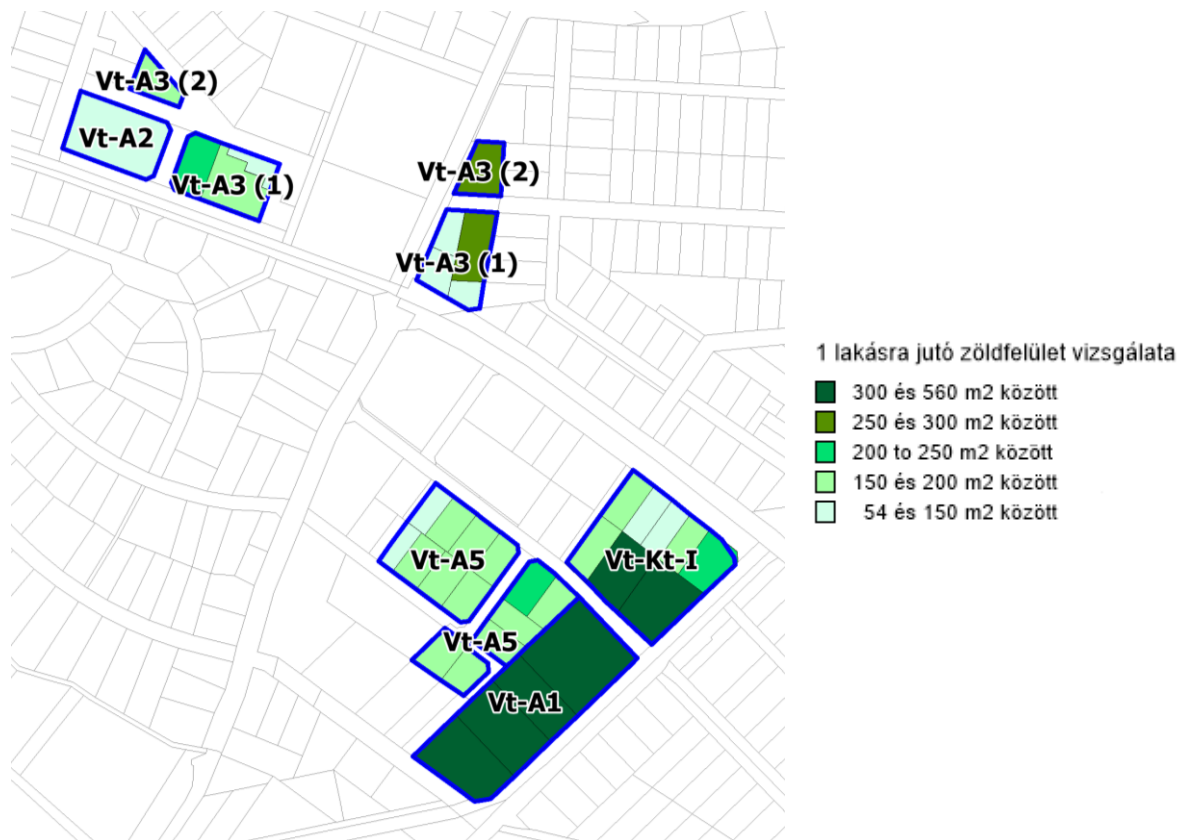 Vt-A3 (2)
Vt-A2
Vt-A3 (1)
Vt-A3 (2)
Vt-A3 (1)
Vt-A5
Vt-Kt-I
Vt-A5
Vt-A1
1 lakásra jutó zöldfelület vizsgálata
300 és 560 m2 között
250 és 300 m2 között
200 to 250 m2 között
150 és 200 m2 között
54 és 150 m2 között